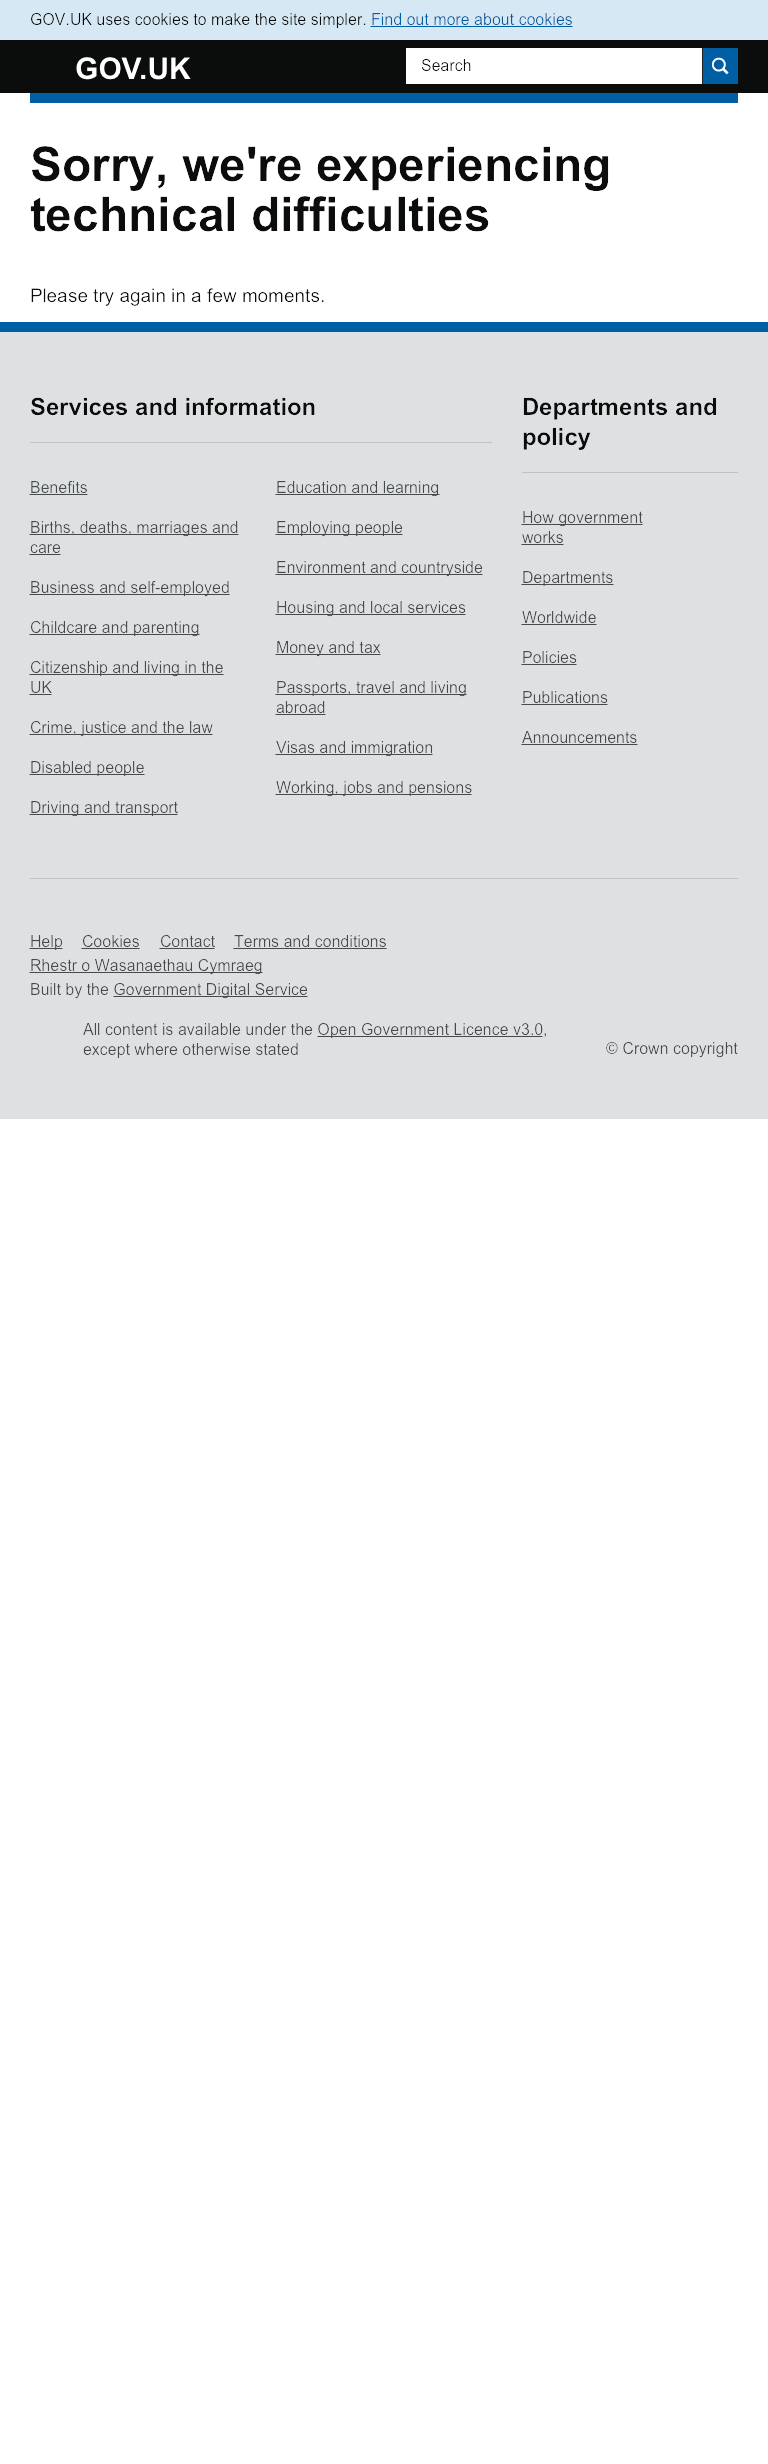 GOV.UK uses cookies to make the site simpler. Find out more about cookies
GOV.UK
Search
Sorry, we're experiencing
technical difficulties
Please try again in a few moments.
Services and information
Benefits
Births, deaths, marriages and
care
Business and self-employed
Childcare and parenting
Citizenship and living in the
UK
Crime, justice and the law
Disabled people
Driving and transport
Education and learning
Employing people
Environment and countryside
Housing and local services
Money and tax
Passports, travel and living
abroad
Visas and immigration
Working, jobs and pensions
Departments and
policy
How government
works
Departments
Worldwide
Policies
Publications
Announcements
Help Cookies Contact Terms and conditions
Rhestr o Wasanaethau Cymraeg
Built by the Government Digital Service
All content is available under the Open Government Licence v3.0,
except where otherwise stated
© Crown copyright